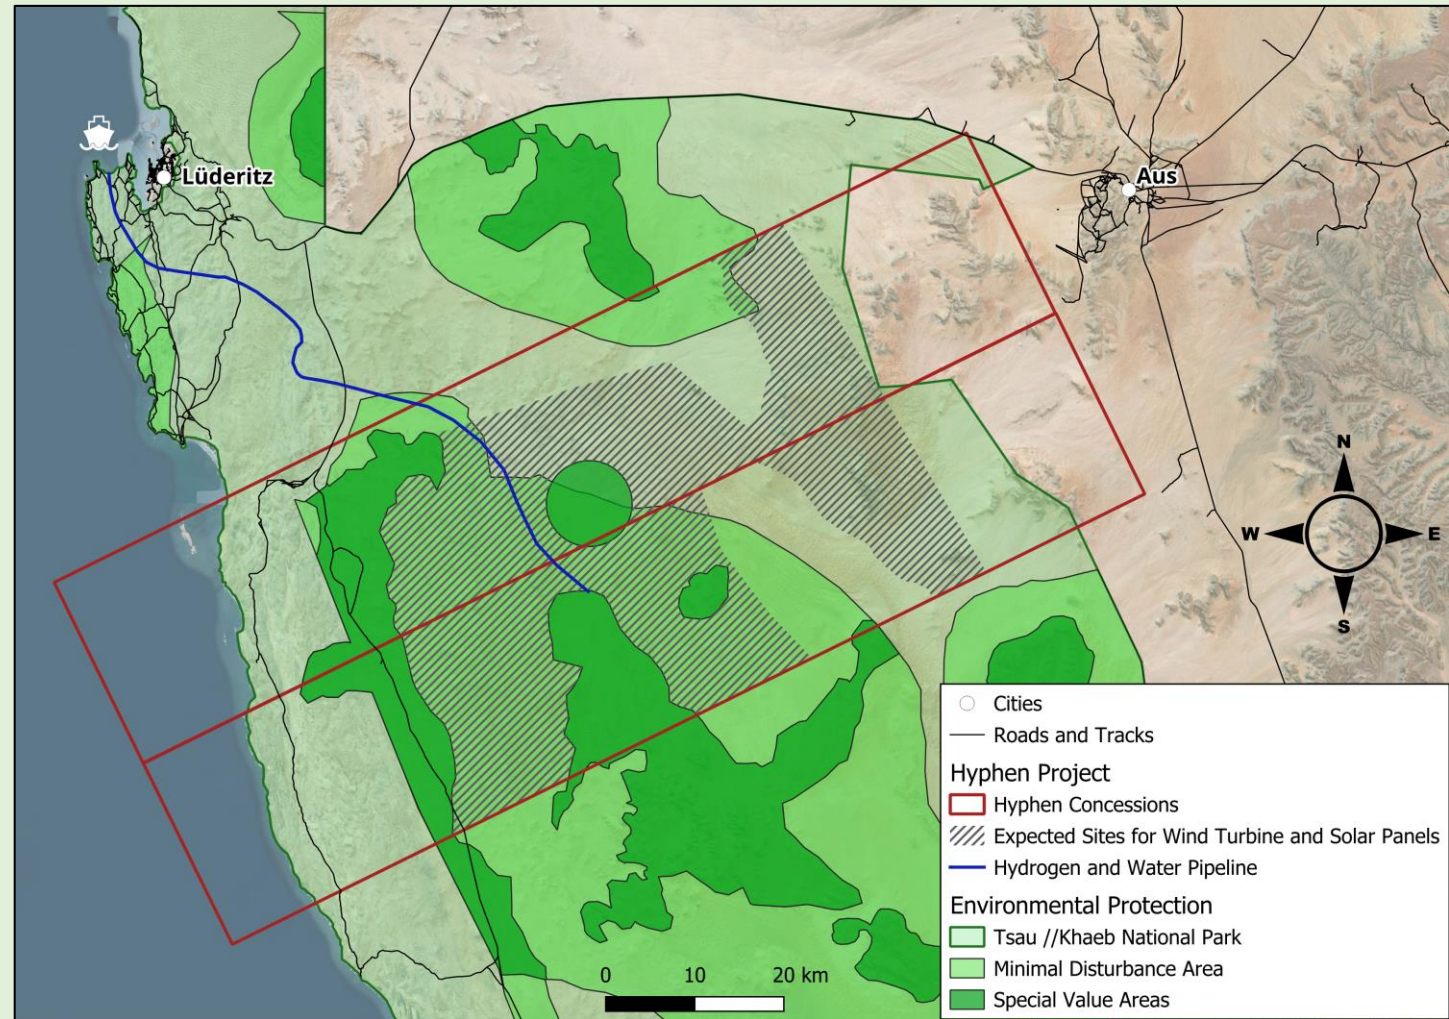 Lüderitz
Aus
N
W
E
S
Cities
Roads and Tracks
Hyphen Project
Hyphen Concessions
Expected Sites for Wind Turbine and Solar Panels
Hydrogen and Water Pipeline
Environmental Protection
Tsau //Khaeb National Park
Minimal Disturbance Area
Special Value Areas
0 10 20 km